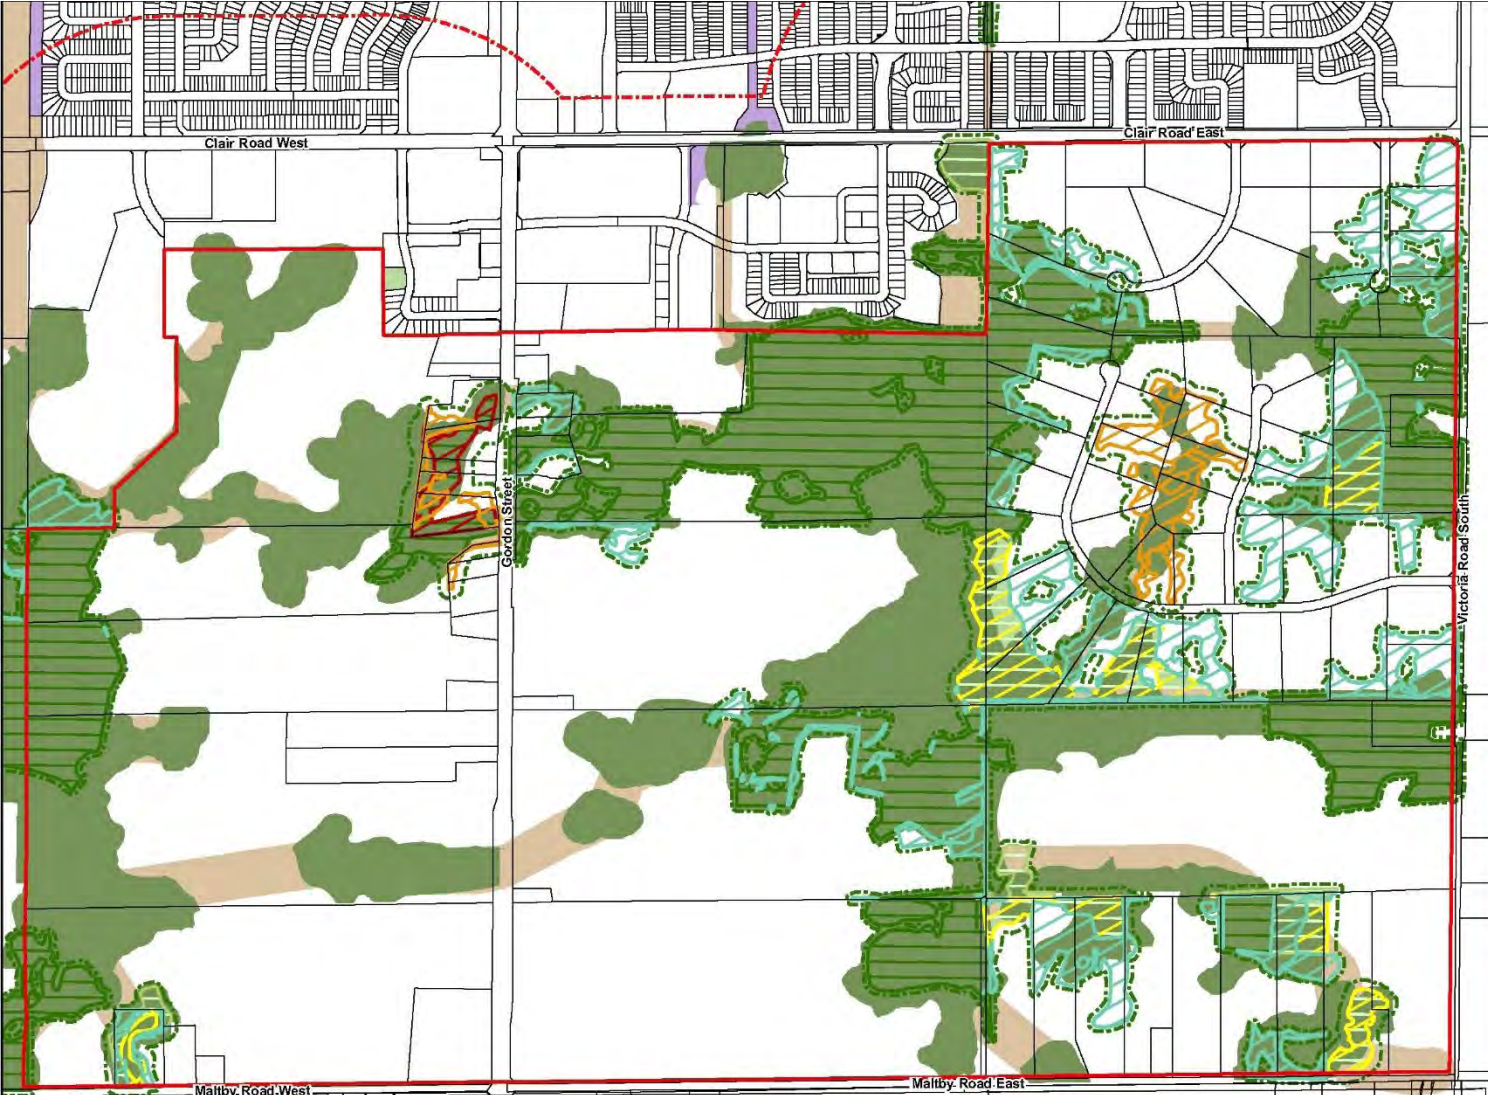 Clair Road East
Clair Road West
Gordon Street
Victoria Road South
Maltby Road East
Maltby Road West